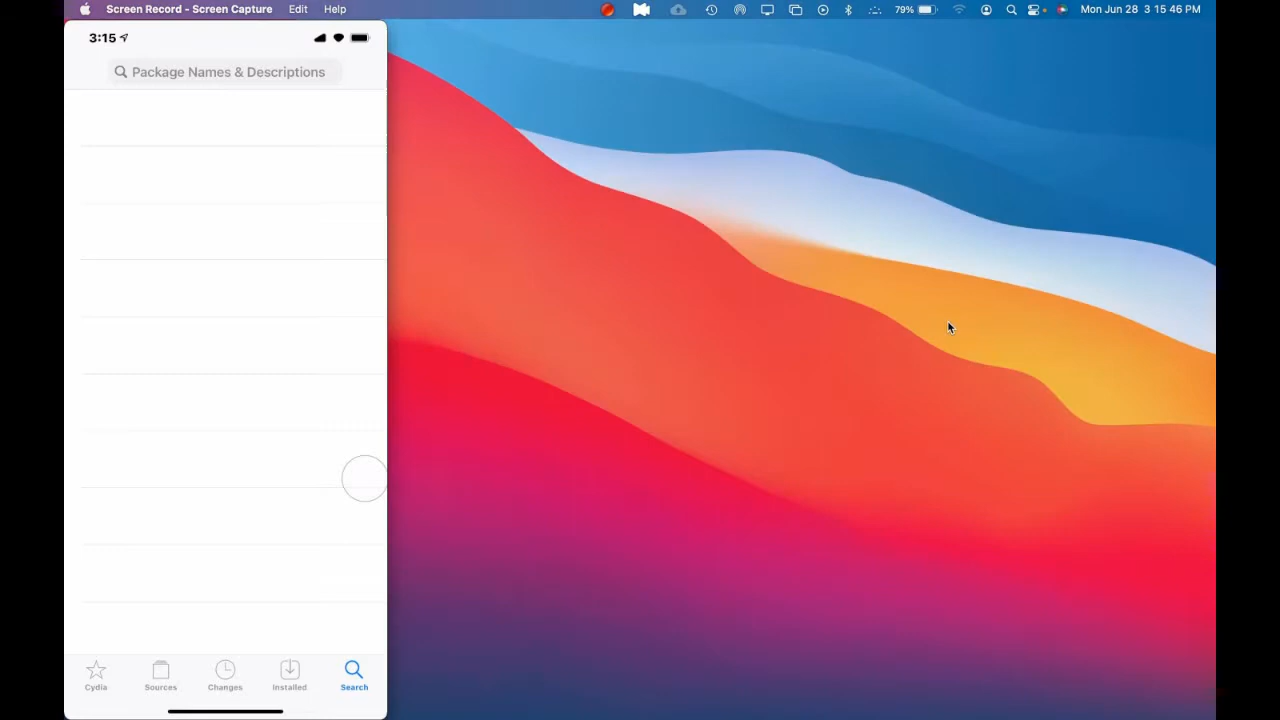 Screen Record - Screen Capture Edit Help 79% Mon Jun 28 3 15 46 PM
3:15
Package Names & Descriptions
Cydia Sources Changes Installed Search